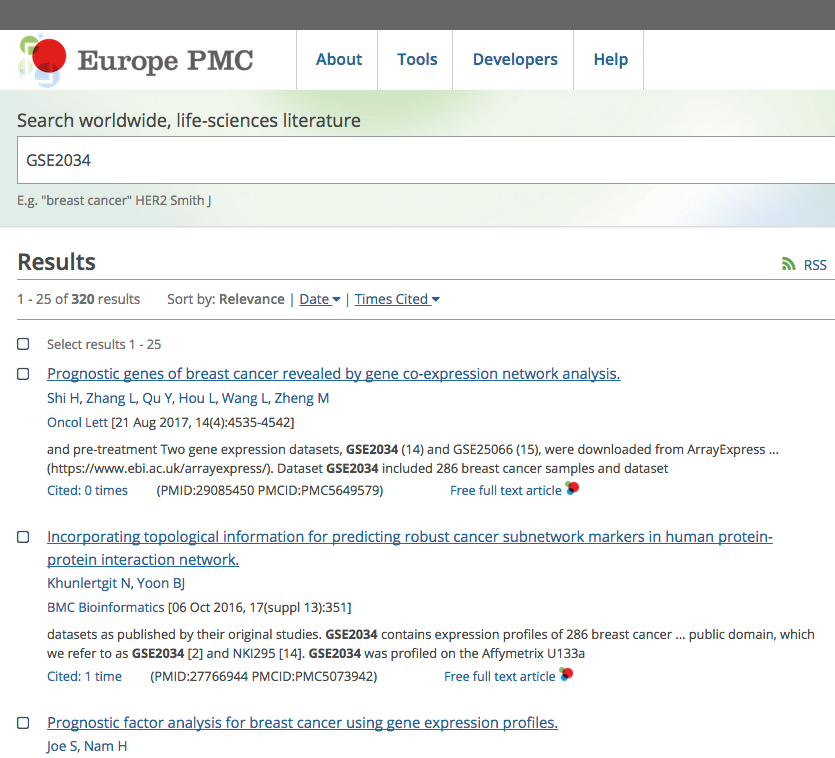 Europe PMC
About
Tools
Developers
Help
Search worldwide, life-sciences literature
GSE2034
E.g. "breast cancer" HER2 Smith J
Results
RSS
1 - 25 of 320 results Sort by: Relevance | Date | Times Cited
Select results 1 - 25
Prognostic genes of breast cancer revealed by gene co-expression network analysis.
Shi H, Zhang L, Qu Y, Hou L, Wang L, Zheng M
Oncol Lett [21 Aug 2017, 14(4):4535-4542]
and pre-treatment Two gene expression datasets, GSE2034 (14) and GSE25066 (15), were downloaded from ArrayExpress ...
(https://www.ebi.ac.uk/arrayexpress/). Dataset GSE2034 included 286 breast cancer samples and dataset
Cited: 0 times (PMID:29085450 PMCID:PMC5649579) Free full text article
Incorporating topological information for predicting robust cancer subnetwork markers in human protein-
protein interaction network.
Khunlertgit N, Yoon BJ
BMC Bioinformatics [06 Oct 2016, 17(suppl 13):351]
datasets as published by their original studies. GSE2034 contains expression profiles of 286 breast cancer ... public domain, which
we refer to as GSE2034 [2] and NKI295 [14]. GSE2034 was profiled on the Affymetrix U133a
Cited: 1 time (PMID:27766944 PMCID:PMC5073942) Free full text article
Prognostic factor analysis for breast cancer using gene expression profiles.
Joe S, Nam H